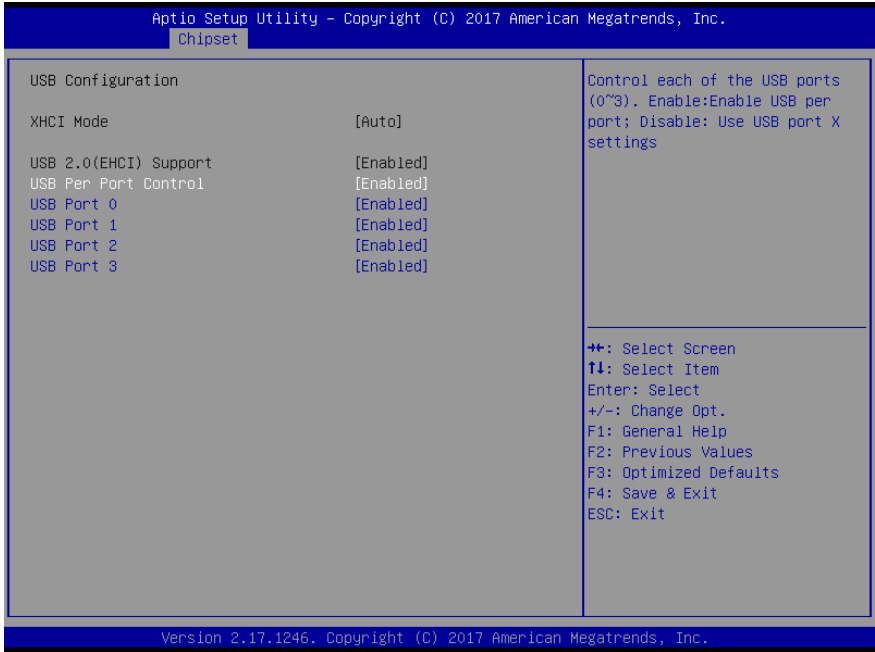 Aptio Setup Utility – Copyright (C) 2017 American Megatrends, Inc.
Chipset
USB Configuration
XHCI Mode [Auto]
USB 2.0(EHCI) Support [Enabled]
USB Per Port Control [Enabled]
USB Port 0 [Enabled]
USB Port 1 [Enabled]
USB Port 2 [Enabled]
USB Port 3 [Enabled]
Control each of the USB ports
(0~3). Enable:Enable USB per
port; Disable: Use USB port X
settings
→←: Select Screen
↑↓: Select Item
Enter: Select
+/-: Change Opt.
F1: General Help
F2: Previous Values
F3: Optimized Defaults
F4: Save & Exit
ESC: Exit
Version 2.17.1246. Copyright (C) 2017 American Megatrends, Inc.